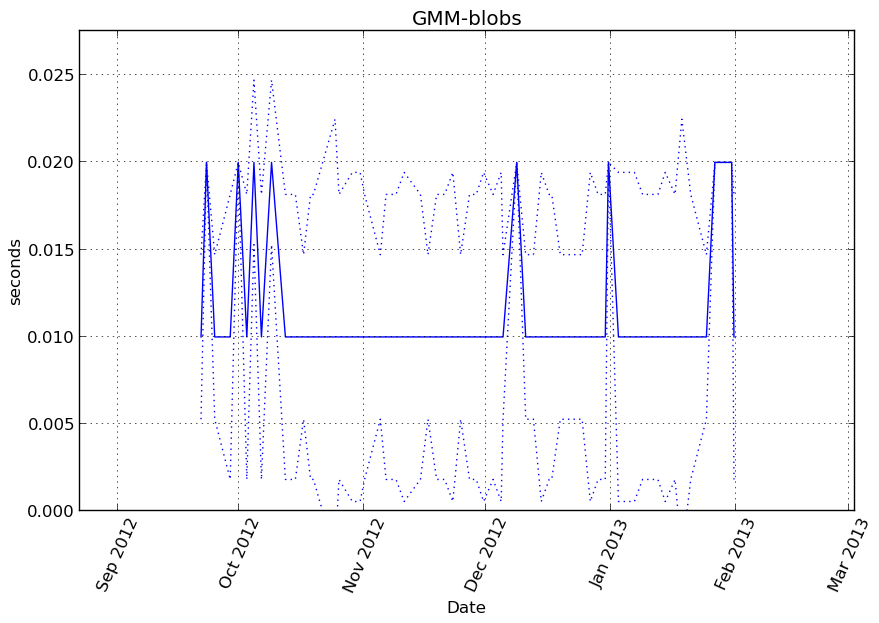 GMM-blobs
0.025
0.020
0.015
0.010
0.005
0.000
seconds
Sep 2012
Oct 2012
Nov 2012
Dec 2012
Jan 2013
Feb 2013
Mar 2013
Date